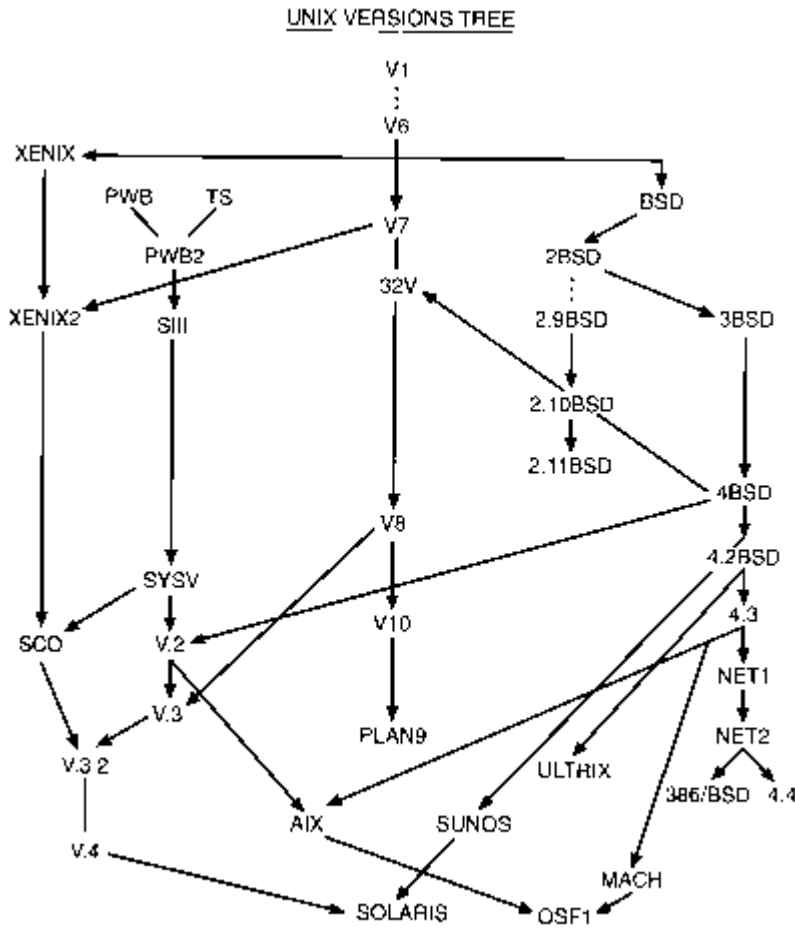 UNIX VERSIONS TREE
V1
V6
XENIX
PWB
TS
BSD
V7
PWB2
2BSD
32V
XENIX2
SIII
2.9BSD
3BSD
2.10BSD
2.11BSD
4BSD
V8
4.2BSD
SYSV
V10
4.3
SCO
V.2
NET1
V.3
PLAN9
NET2
V.3 2
ULTRIX
386/BSD
4.4
AIX
SUNOS
V.4
MACH
SOLARIS
OSF1